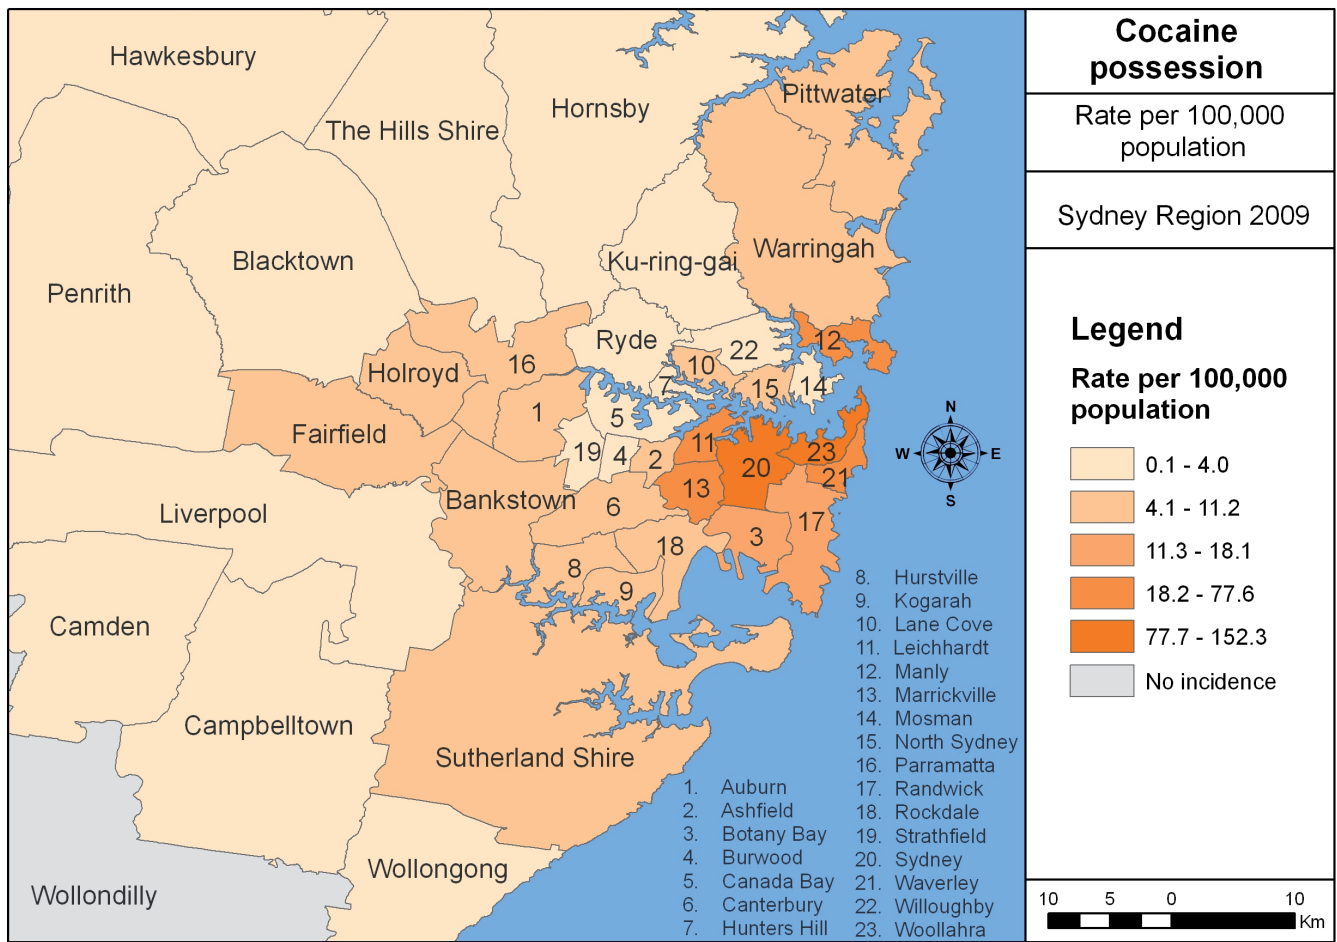 Cocaine
possession
Rate per 100,000
population
Sydney Region 2009
Legend
Rate per 100,000
population
0.1 - 4.0
4.1 - 11.2
11.3 - 18.1
18.2 - 77.6
77.7 - 152.3
No incidence
10 5 0 10
Km
N
W E
S
Hawkesbury
The Hills Shire
Hornsby
Pittwater
Warringah
Ku-ring-gai
Blacktown
Penrith
Ryde
Holroyd
Fairfield
Bankstown
Liverpool
Camden
Campbelltown
Sutherland Shire
Wollongong
Wollondilly
12
22
16
10
7
15
14
1
5
11
19
4
2
20
23
21
13
6
17
3
18
8
9
1. Auburn
2. Ashfield
3. Botany Bay
4. Burwood
5. Canada Bay
6. Canterbury
7. Hunters Hill
8. Hurstville
9. Kogarah
10. Lane Cove
11. Leichhardt
12. Manly
13. Marrickville
14. Mosman
15. North Sydney
16. Parramatta
17. Randwick
18. Rockdale
19. Strathfield
20. Sydney
21. Waverley
22. Willoughby
23. Woollahra